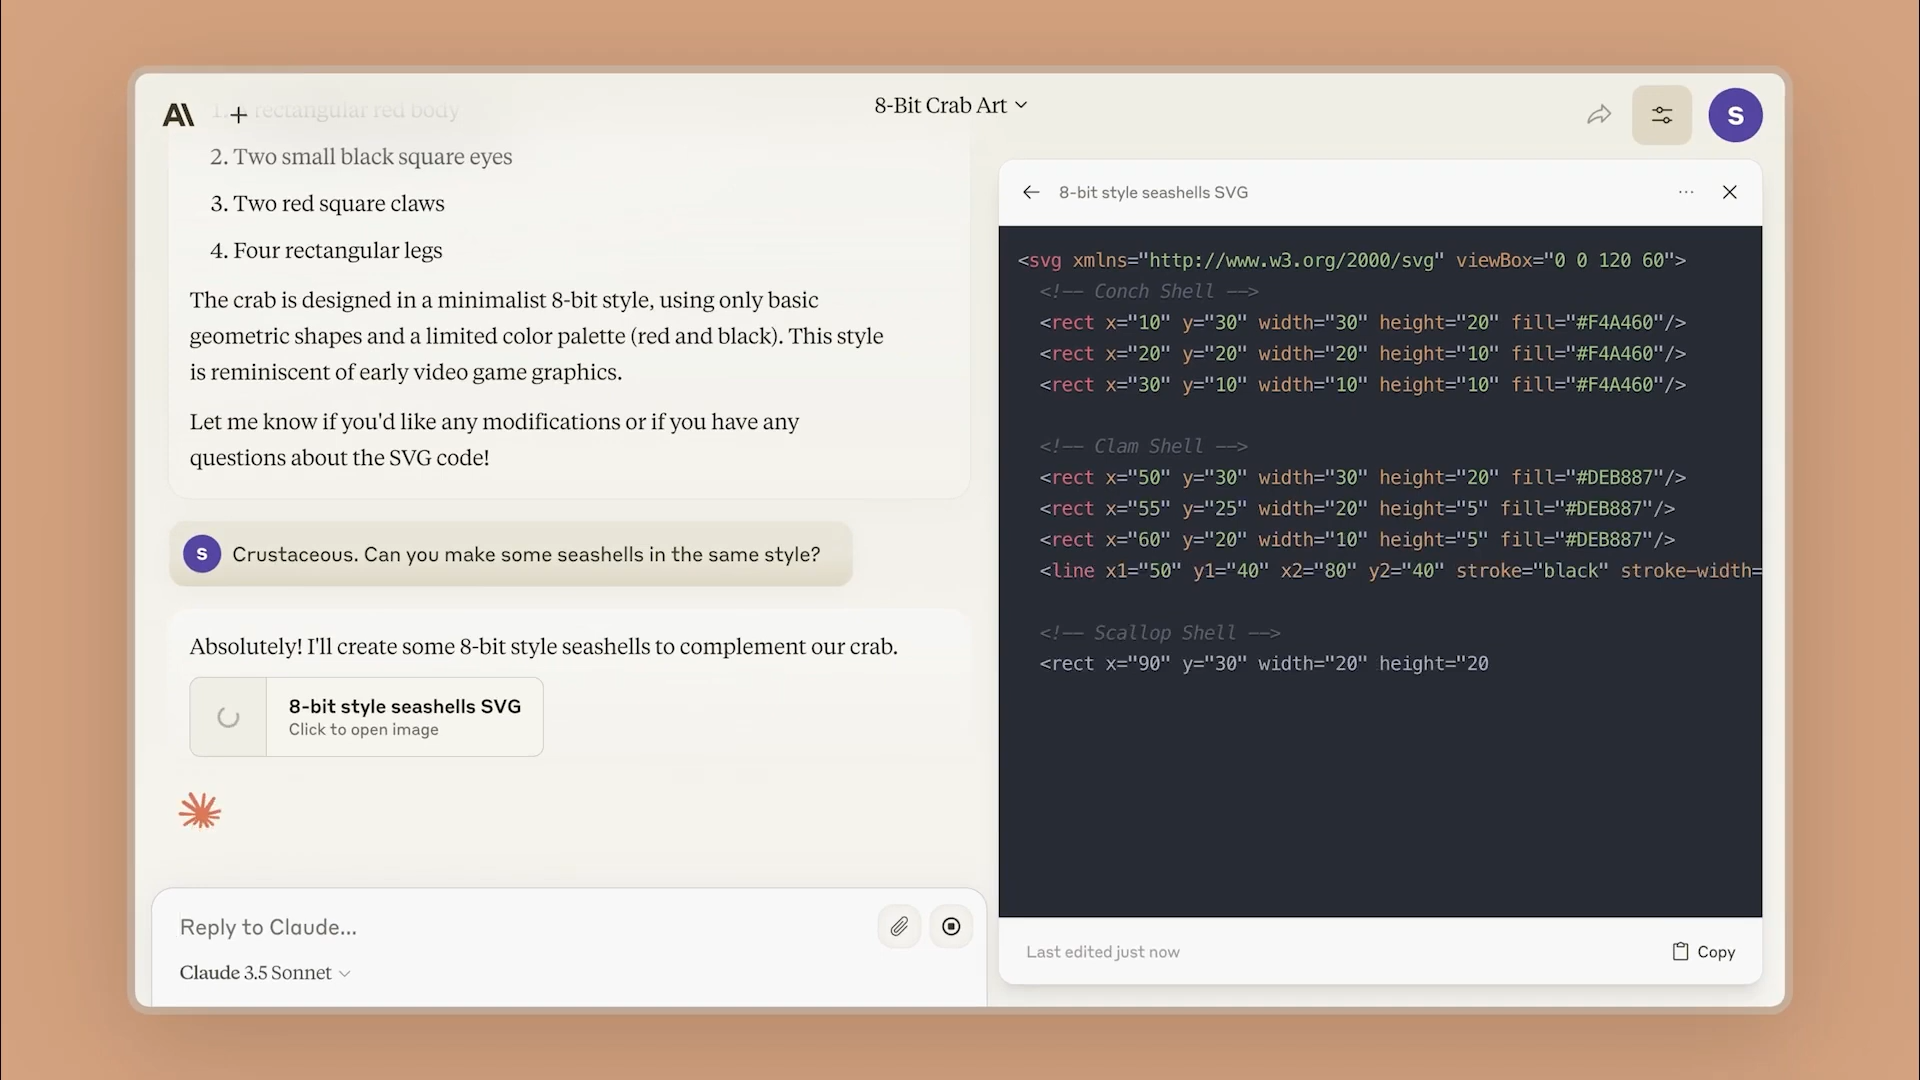 8-Bit Crab Art
1. A rectangular red body
2. Two small black square eyes
3. Two red square claws
4. Four rectangular legs
The crab is designed in a minimalist 8-bit style, using only basic
geometric shapes and a limited color palette (red and black). This style
is reminiscent of early video game graphics.
Let me know if you'd like any modifications or if you have any
questions about the SVG code!
S
Crustaceous. Can you make some seashells in the same style?
Absolutely! I'll create some 8-bit style seashells to complement our crab.
8-bit style seashells SVG
Click to open image
Reply to Claude...
Claude 3.5 Sonnet
S
8-bit style seashells SVG
<svg xmlns="http://www.w3.org/2000/svg" viewBox="0 0 120 60">
<!-- Conch Shell -->
<rect x="10" y="30" width="30" height="20" fill="#F4A460"/>
<rect x="20" y="20" width="20" height="10" fill="#F4A460"/>
<rect x="30" y="10" width="10" height="10" fill="#F4A460"/>
<!-- Clam Shell -->
<rect x="50" y="30" width="30" height="20" fill="#DEB887"/>
<rect x="55" y="25" width="20" height="5" fill="#DEB887"/>
<rect x="60" y="20" width="10" height="5" fill="#DEB887"/>
<line x1="50" y1="40" x2="80" y2="40" stroke="black" stroke-width=
<!-- Scallop Shell -->
<rect x="90" y="30" width="20" height="20
Last edited just now
Copy